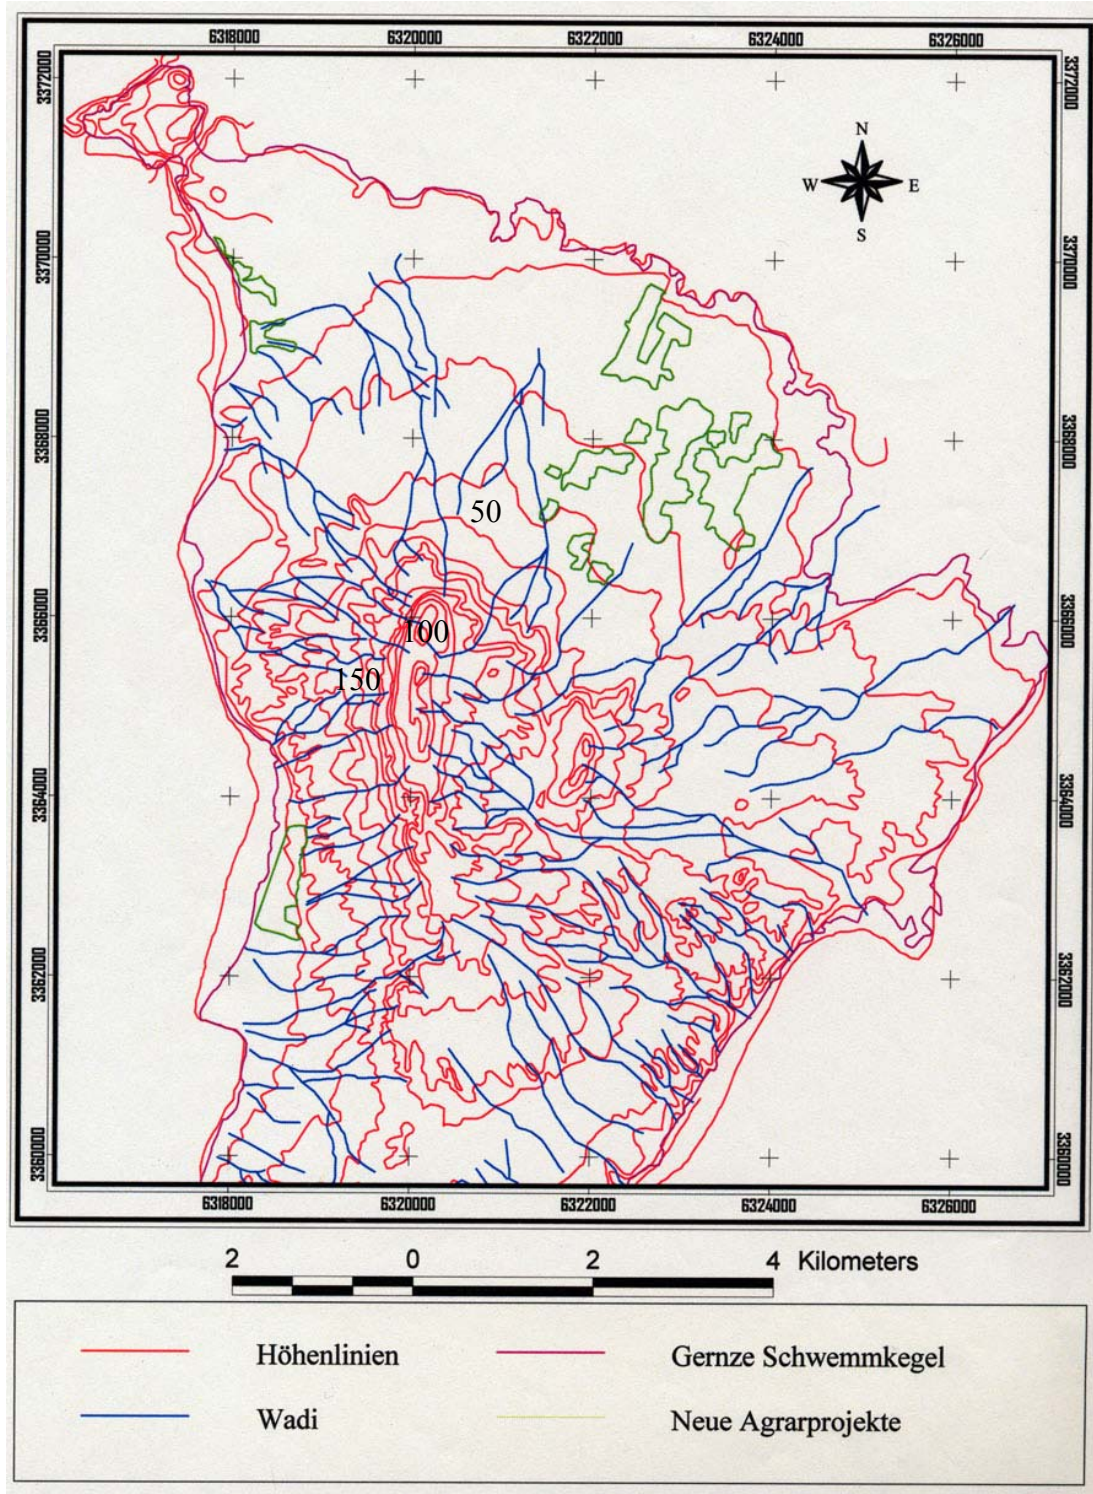 6318000 6320000 6322000 6324000 6326000
3372000 3372000
N
W E
S
3370000 3370000
3368000 3368000
50
3366000 3366000
100
150
3364000 3364000
3362000 3362000
3360000 3360000
6318000 6320000 6322000 6324000 6326000
2 0 2 4 Kilometers
Höhenlinien Gernze Schwemmkegel
Wadi Neue Agrarprojekte